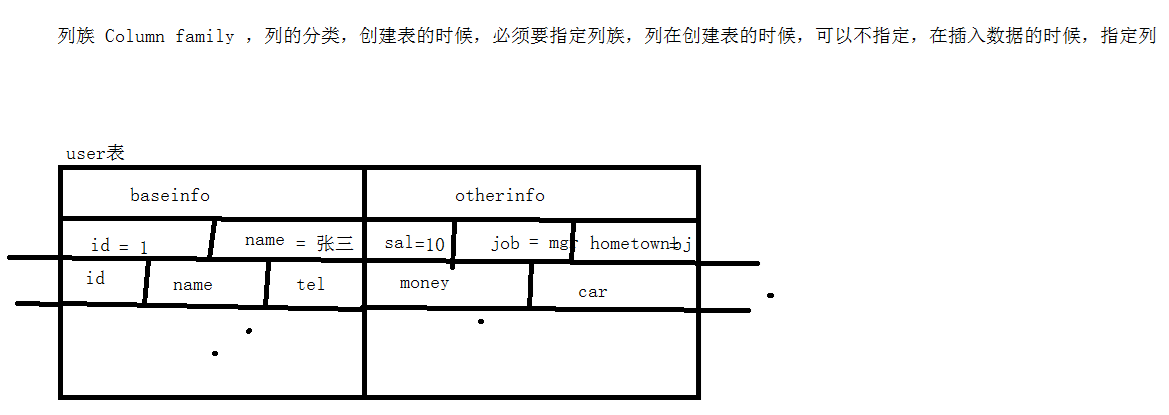 列族 Column family ，列的分类，创建表的时候，必须要指定列族，列在创建表的时候，可以不指定，在插入数据的时候，指定列
user表
baseinfo otherinfo
id = 1 name = 张三 sal=10 job = mgr hometown=bj
id name tel money car